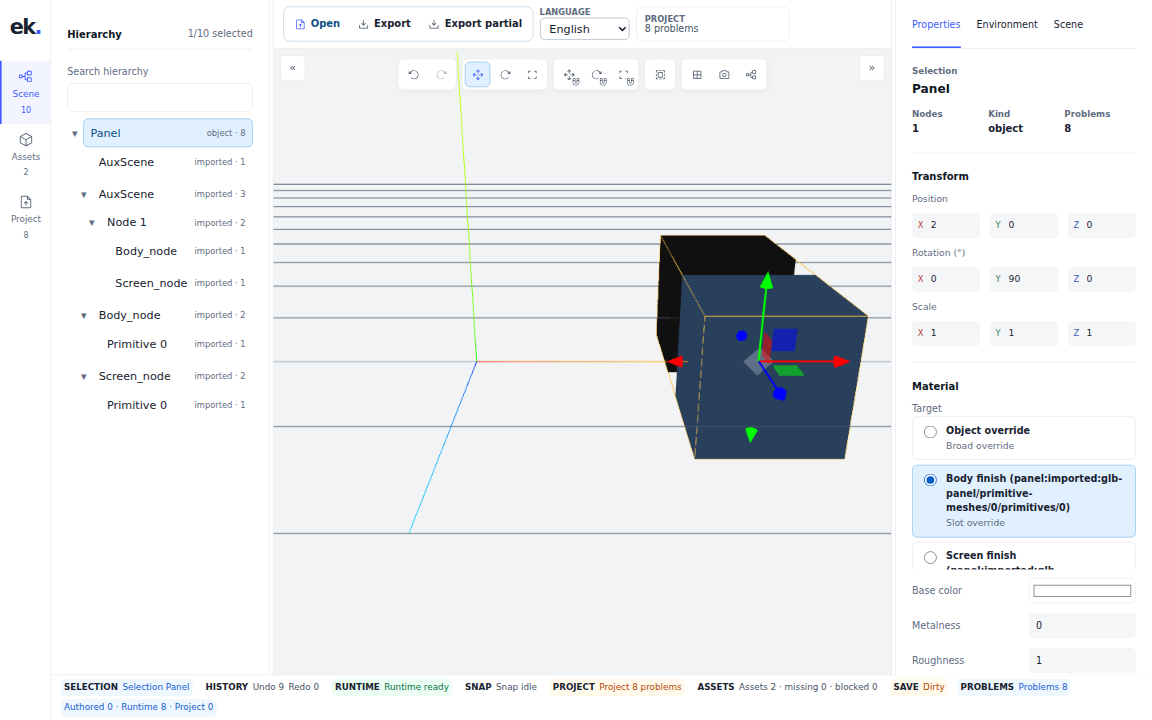 ek.
Scene
10
Assets
2
Project
8
Hierarchy
1/10 selected
Search hierarchy
Panel object · 8
AuxScene imported · 1
AuxScene imported · 3
Node 1 imported · 2
Body_node imported · 1
Screen_node imported · 1
Body_node imported · 2
Primitive 0 imported · 1
Screen_node imported · 2
Primitive 0 imported · 1
Open
Export
Export partial
LANGUAGE
English
PROJECT
8 problems
«
»
Properties
Environment
Scene
Selection
Panel
Nodes
1
Kind
object
Problems
8
Transform
Position
X 2
Y 0
Z 0
Rotation (°)
X 0
Y 90
Z 0
Scale
X 1
Y 1
Z 1
Material
Target
Object override
Broad override
Body finish (panel:imported:glb-
panel/primitive-
meshes/0/primitives/0)
Slot override
Screen finish
(panel:imported:glb-
Base color
Metalness
0
Roughness
1
SELECTION Selection Panel
HISTORY Undo 9 Redo 0
RUNTIME Runtime ready
SNAP Snap idle
PROJECT Project 8 problems
ASSETS Assets 2 · missing 0 · blocked 0
SAVE Dirty
PROBLEMS Problems 8
Authored 0 · Runtime 8 · Project 0